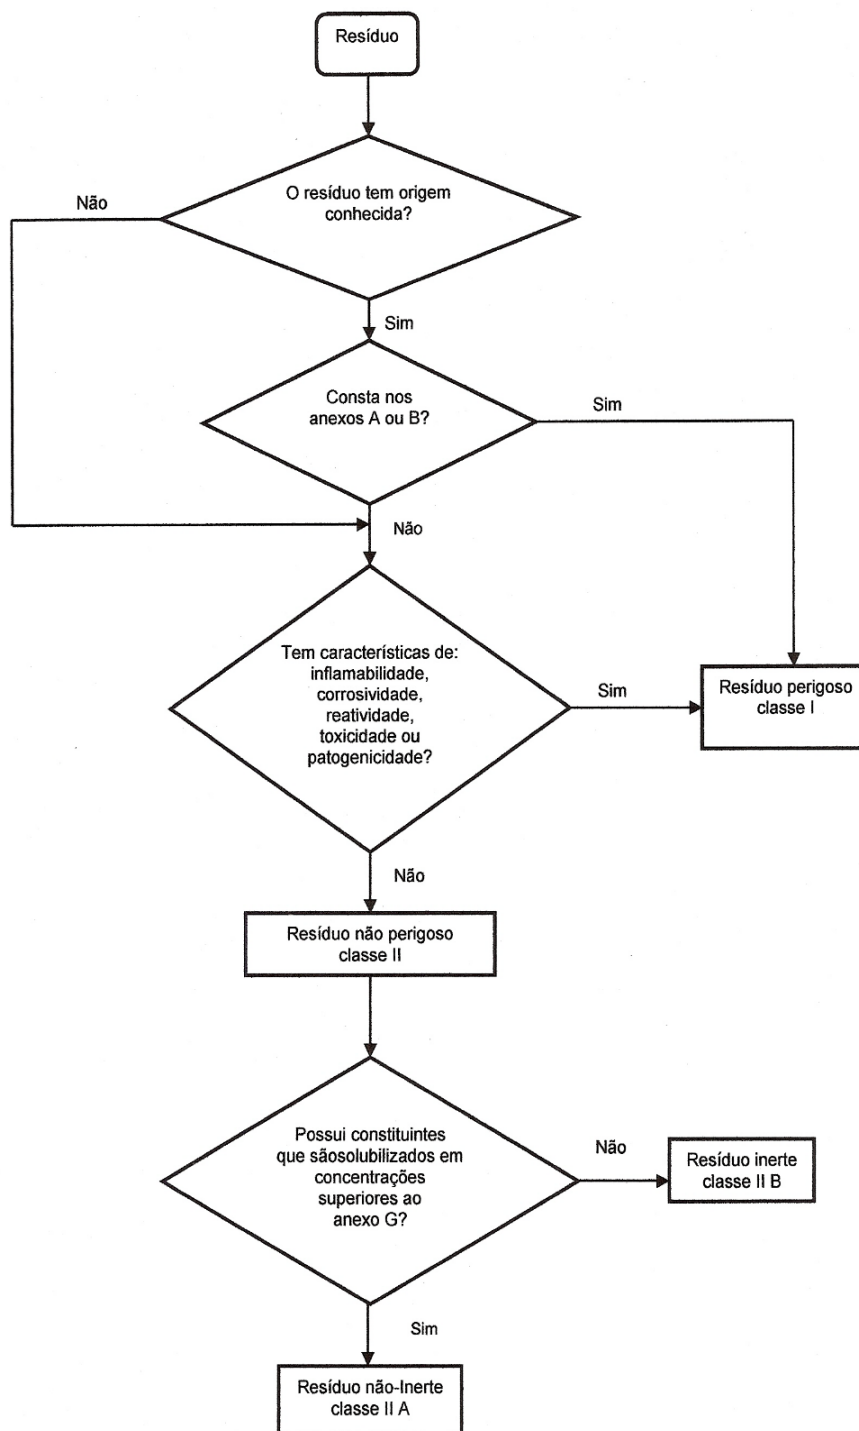 Resíduo
O resíduo tem origem
conhecida?
Não
Sim
Consta nos
anexos A ou B?
Sim
Não
Tem características de:
inflamabilidade,
corrosividade,
reatividade,
toxicidade ou
patogenicidade?
Sim
Resíduo perigoso
classe I
Não
Resíduo não perigoso
classe II
Possui constituintes
que sãosolubilizados em
concentrações
superiores ao
anexo G?
Não
Resíduo inerte
classe II B
Sim
Resíduo não-Inerte
classe II A